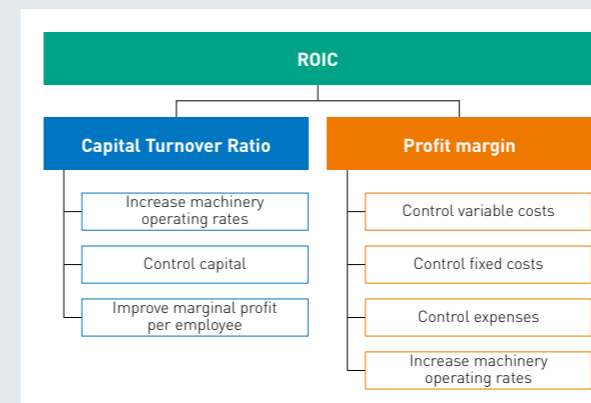 ROIC
Capital Turnover Ratio
Increase machinery
operating rates
Control capital
Improve marginal profit
per employee
Profit margin
Control variable costs
Control fixed costs
Control expenses
Increase machinery
operating rates